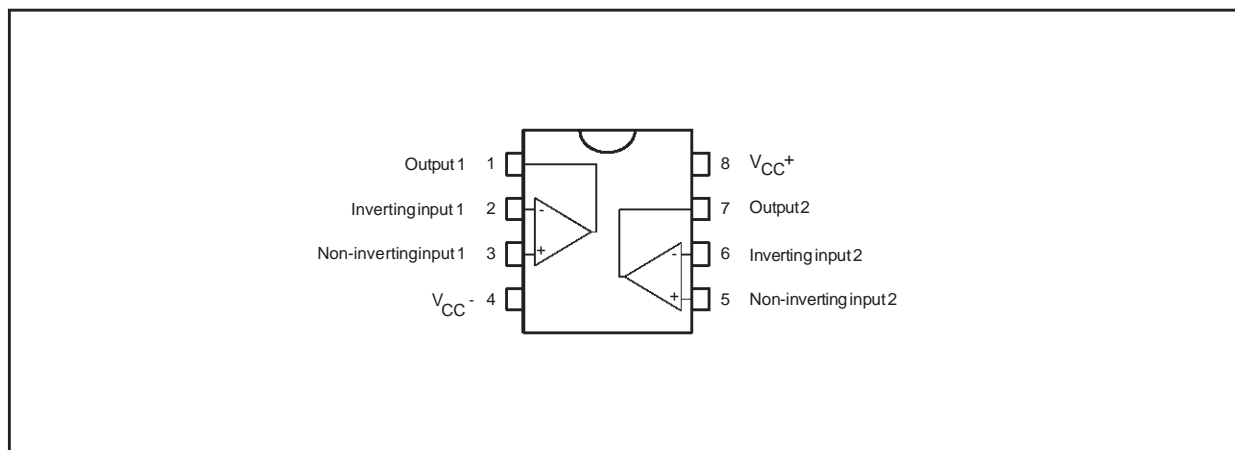 Output 1 1
Inverting input 1 2 -
Non-inverting input 1 3 +
VCC - 4
8 VCC+
7 Output 2
- 6 Inverting input 2
+ 5 Non-inverting input 2